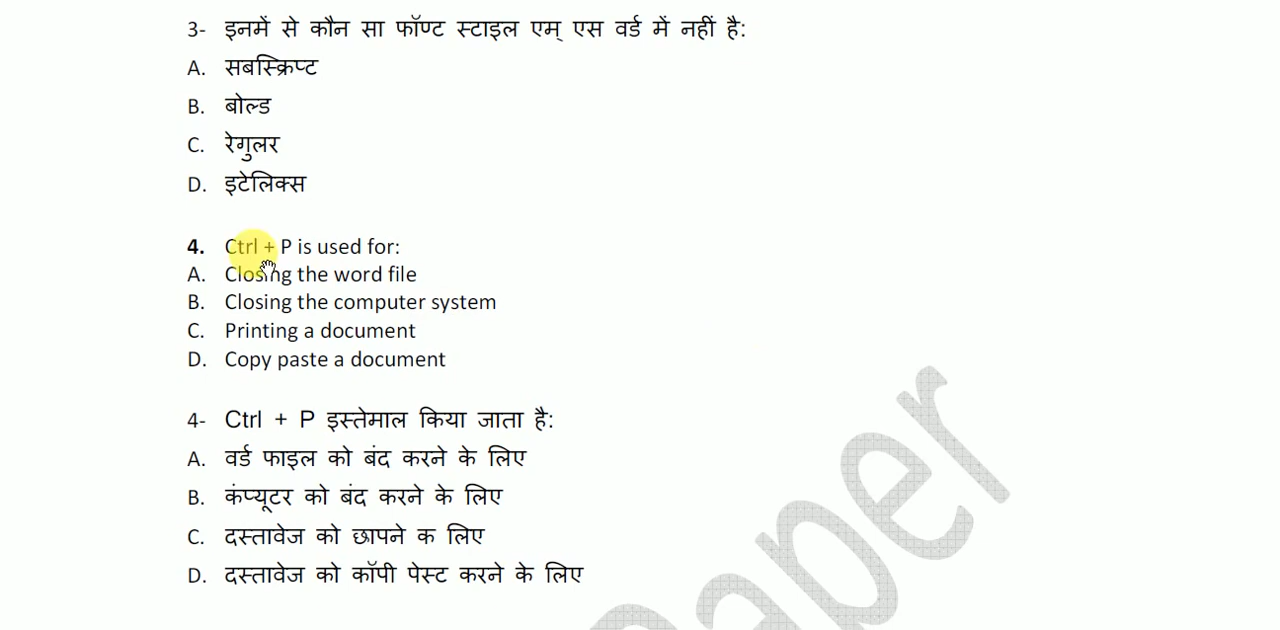 3- इनमें से कौन सा फॉण्ट स्टाइल एम् एस वर्ड में नहीं है:
A. सबस्क्रिप्ट
B. बोल्ड
C. रेगुलर
D. इटेलिक्स
4. Ctrl + P is used for:
A. Closing the word file
B. Closing the computer system
C. Printing a document
D. Copy paste a document
4- Ctrl + P इस्तेमाल किया जाता है:
A. वर्ड फाइल को बंद करने के लिए
B. कंप्यूटर को बंद करने के लिए
C. दस्तावेज को छापने क लिए
D. दस्तावेज को कॉपी पेस्ट करने के लिए
aper